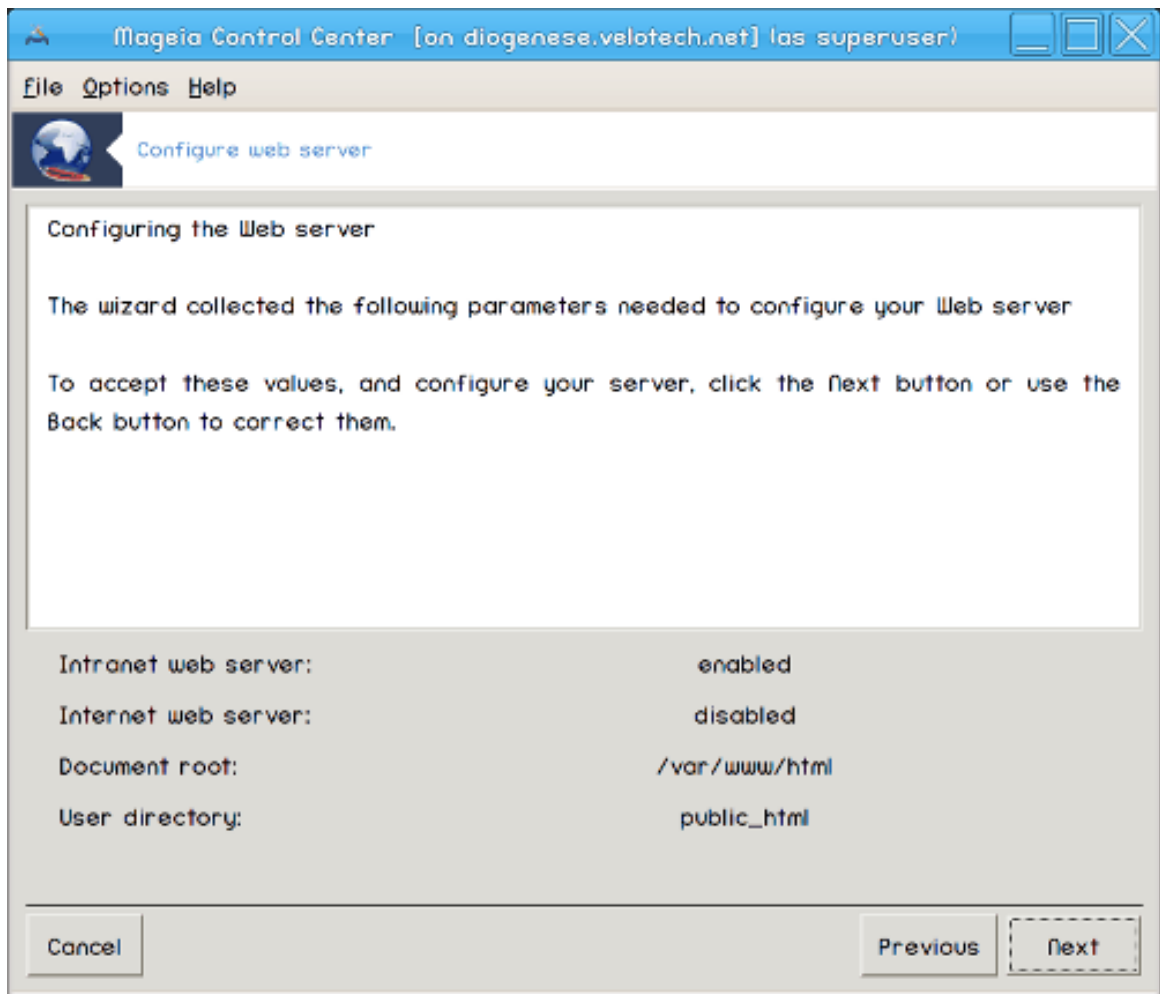 Mageia Control Center [on diogenese.velotech.net] (as superuser)
File Options Help
Configure web server
Configuring the Web server
The wizard collected the following parameters needed to configure your Web server
To accept these values, and configure your server, click the Next button or use the
Back button to correct them.
Intranet web server: enabled
Internet web server: disabled
Document root: /var/www/html
User directory: public_html
Cancel Previous Next